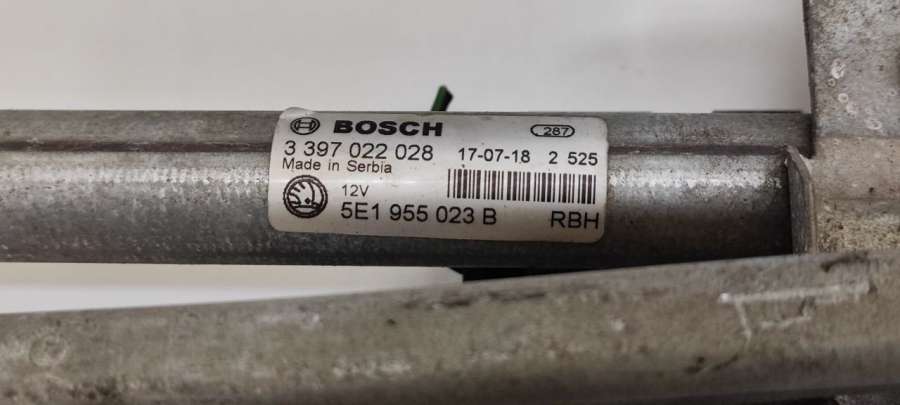 BOSCH 287
3 397 022 028 17-07-18 2 525
Made in Serbia
12V
5E1 955 023 B RBH